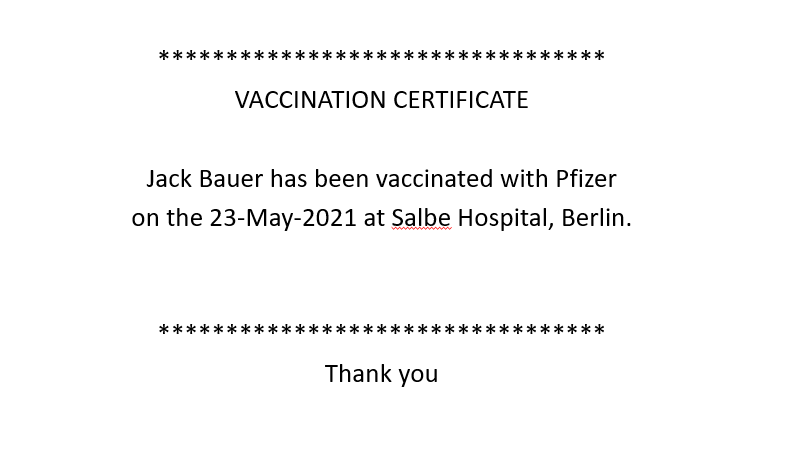 *********************************
VACCINATION CERTIFICATE
Jack Bauer has been vaccinated with Pfizer
on the 23-May-2021 at Salbe Hospital, Berlin.
*********************************
Thank you